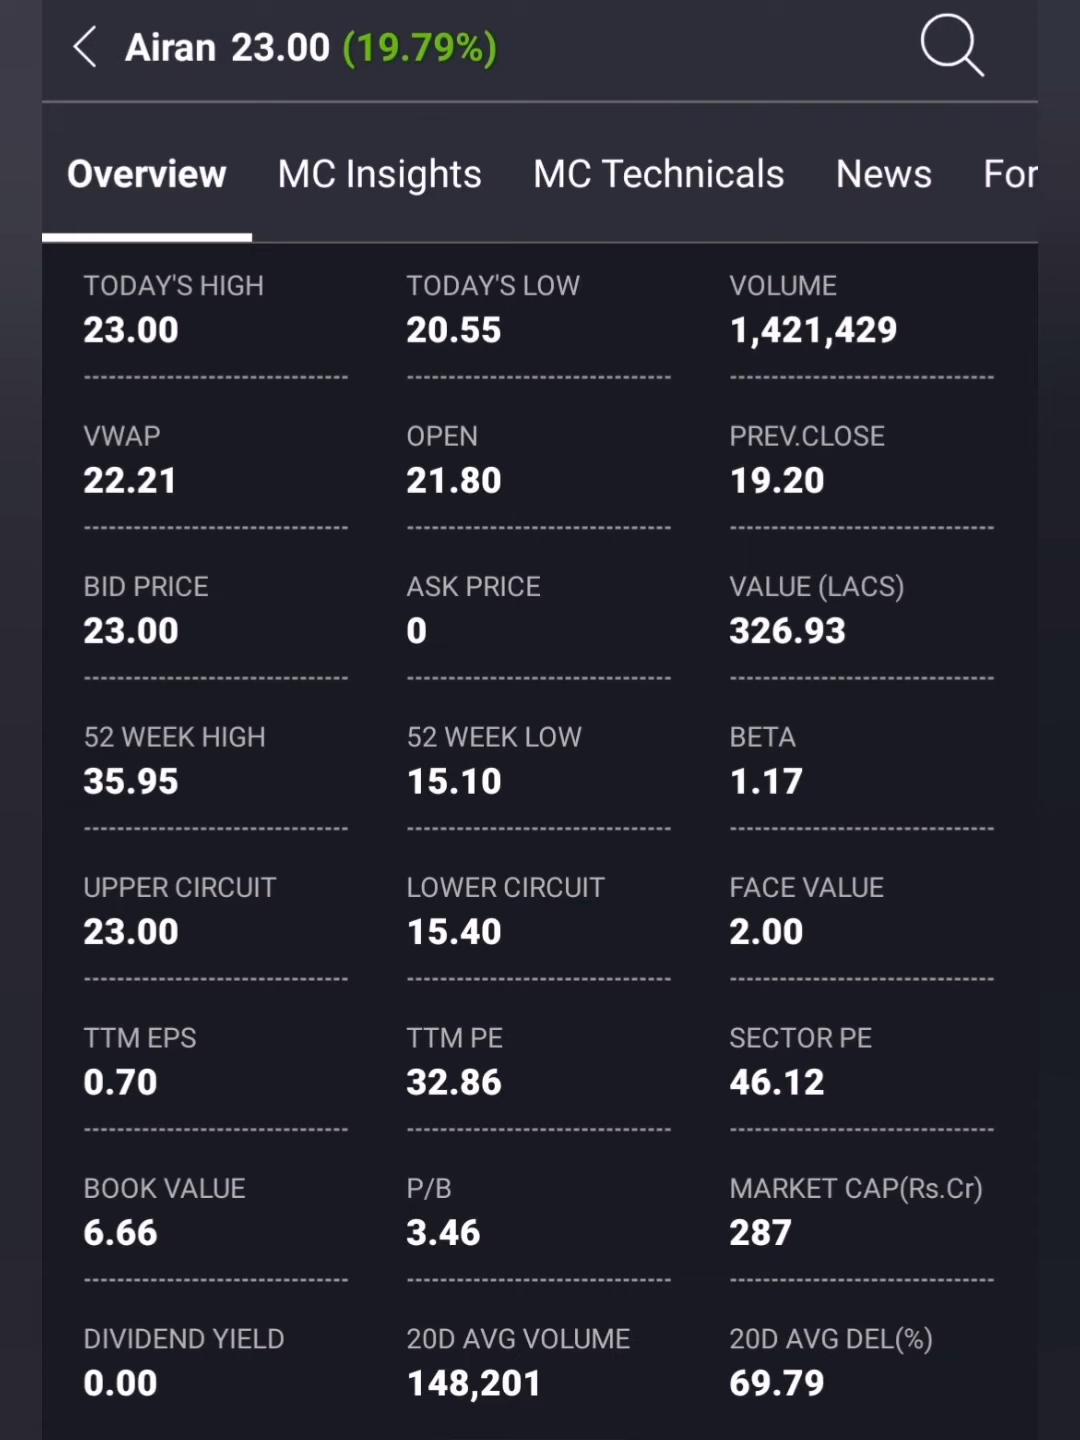 Airan 23.00 (19.79%)
Overview MC Insights MC Technicals News For
TODAY'S HIGH TODAY'S LOW VOLUME
23.00 20.55 1,421,429
VWAP OPEN PREV.CLOSE
22.21 21.80 19.20
BID PRICE ASK PRICE VALUE (LACS)
23.00 0 326.93
52 WEEK HIGH 52 WEEK LOW BETA
35.95 15.10 1.17
UPPER CIRCUIT LOWER CIRCUIT FACE VALUE
23.00 15.40 2.00
TTM EPS TTM PE SECTOR PE
0.70 32.86 46.12
BOOK VALUE P/B MARKET CAP(Rs.Cr)
6.66 3.46 287
DIVIDEND YIELD 20D AVG VOLUME 20D AVG DEL(%)
0.00 148,201 69.79